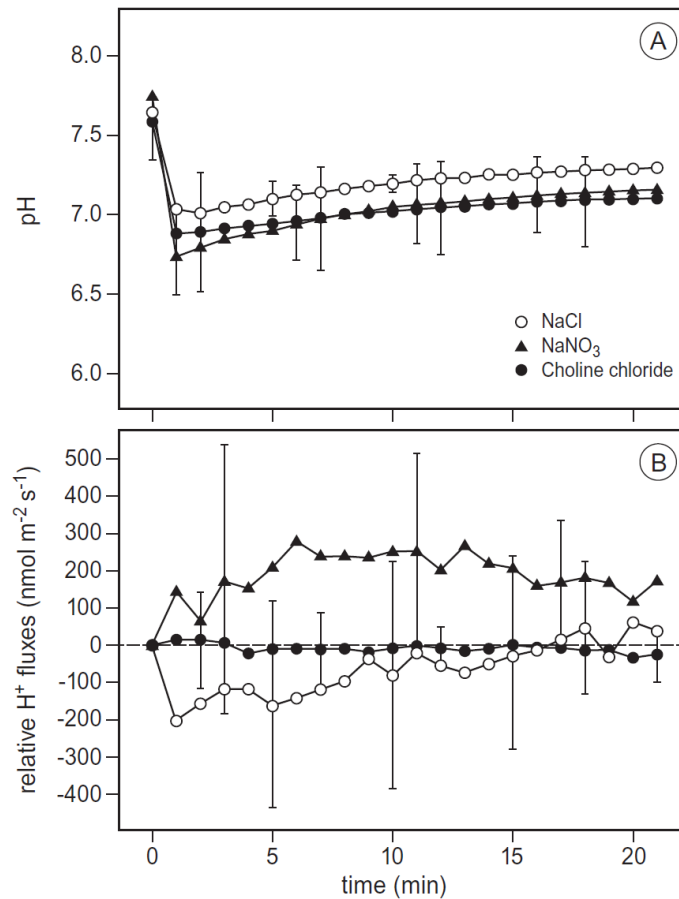 A
8.0
7.5
7.0
6.5
6.0
pH
NaCl
NaNO₃
Choline chloride
B
500
400
300
200
100
0
-100
-200
-300
-400
relative H⁺ fluxes (nmol m⁻² s⁻¹)
0 5 10 15 20
time (min)